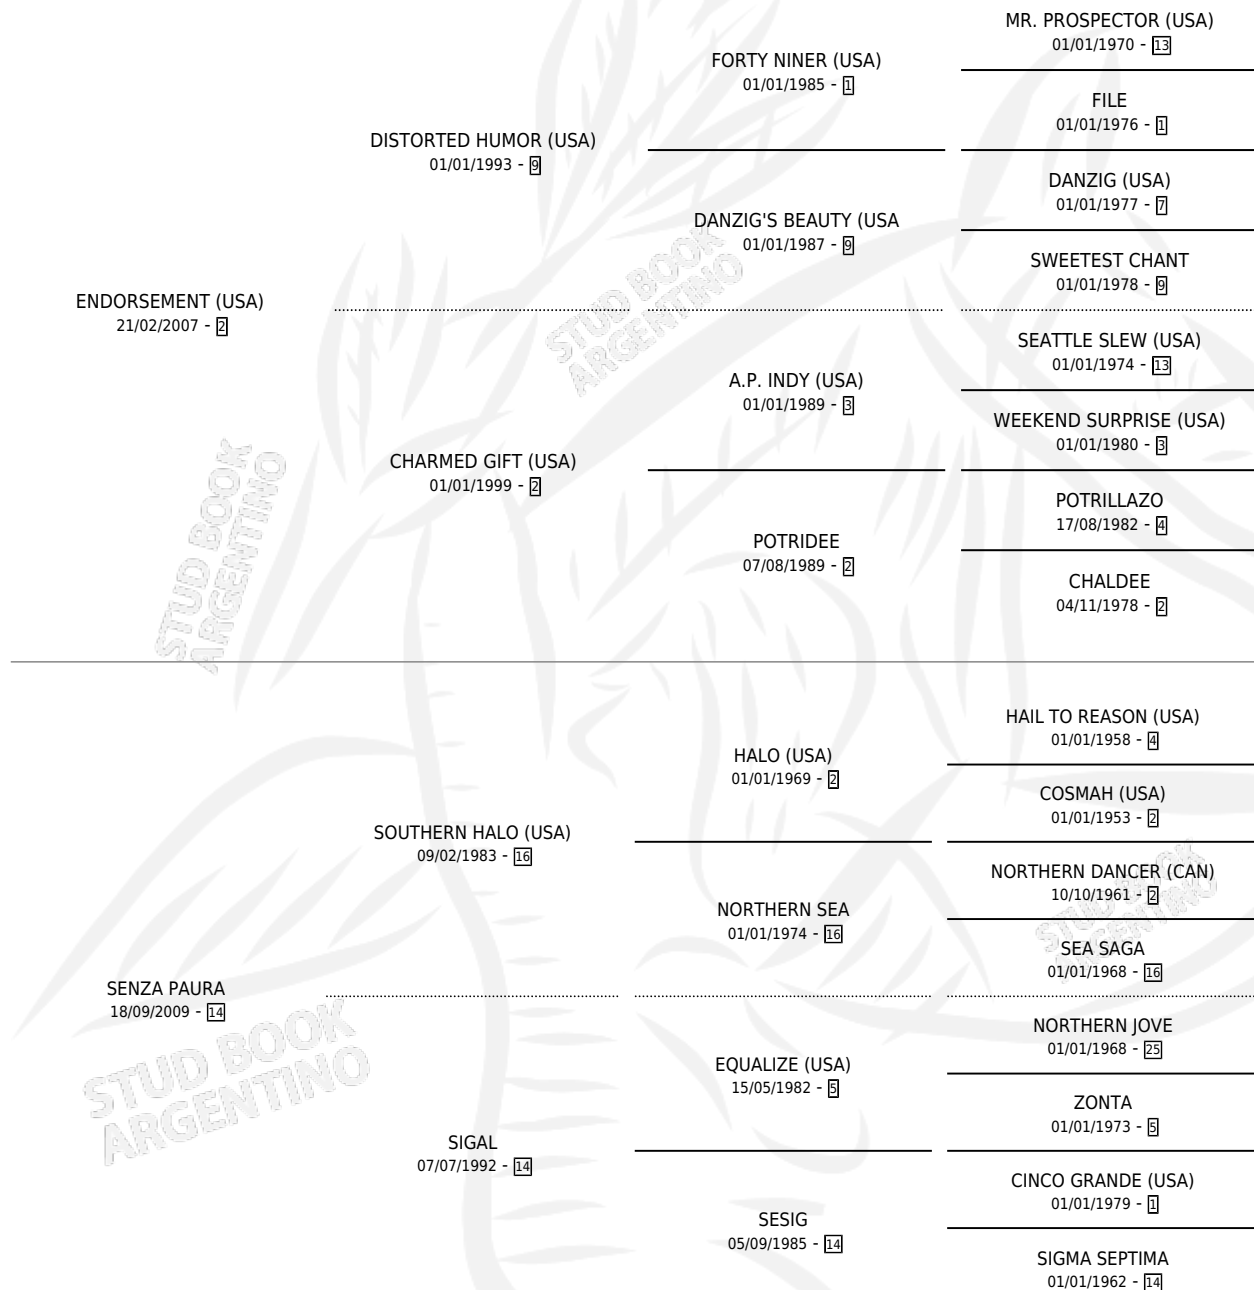 MR. PROSPECTOR (USA)
01/01/1970 - 13
FORTY NINER (USA)
01/01/1985 - 1
FILE
01/01/1976 - 1
DISTORTED HUMOR (USA)
01/01/1993 - 9
DANZIG (USA)
01/01/1977 - 7
DANZIG'S BEAUTY (USA
01/01/1987 - 9
SWEETEST CHANT
01/01/1978 - 9
ENDORSEMENT (USA)
21/02/2007 - 2
STUD BOOK
ARGENTINO
SEATTLE SLEW (USA)
01/01/1974 - 13
A.P. INDY (USA)
01/01/1989 - 3
WEEKEND SURPRISE (USA)
01/01/1980 - 3
CHARMED GIFT (USA)
01/01/1999 - 2
POTRILLAZO
17/08/1982 - 4
POTRIDEE
07/08/1989 - 2
CHALDEE
04/11/1978 - 2
STUD BOOK
ARGENTINO
HAIL TO REASON (USA)
01/01/1958 - 4
HALO (USA)
01/01/1969 - 2
COSMAH (USA)
01/01/1953 - 2
SOUTHERN HALO (USA)
09/02/1983 - 16
NORTHERN DANCER (CAN)
10/10/1961 - 2
NORTHERN SEA
01/01/1974 - 16
SEA SAGA
01/01/1968 - 16
STUD BOOK
ARGENTINO
SENZA PAURA
18/09/2009 - 14
NORTHERN JOVE
01/01/1968 - 25
EQUALIZE (USA)
15/05/1982 - 5
ZONTA
01/01/1973 - 5
STUD BOOK
ARGENTINO
SIGAL
07/07/1992 - 14
CINCO GRANDE (USA)
01/01/1979 - 1
SESIG
05/09/1985 - 14
SIGMA SEPTIMA
01/01/1962 - 14